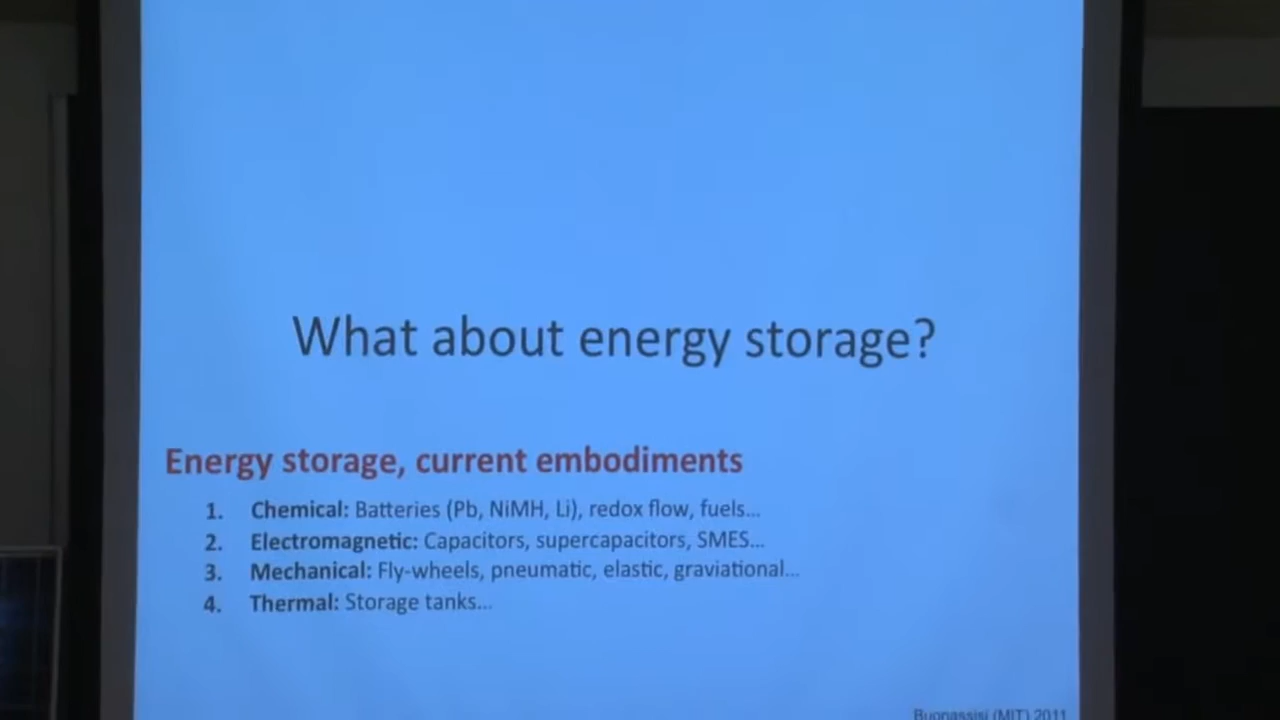 What about energy storage?
Energy storage, current embodiments
1. Chemical: Batteries (Pb, NiMH, Li), redox flow, fuels...
2. Electromagnetic: Capacitors, supercapacitors, SMES...
3. Mechanical: Fly-wheels, pneumatic, elastic, graviational...
4. Thermal: Storage tanks...
Buonassisi (MIT) 2011